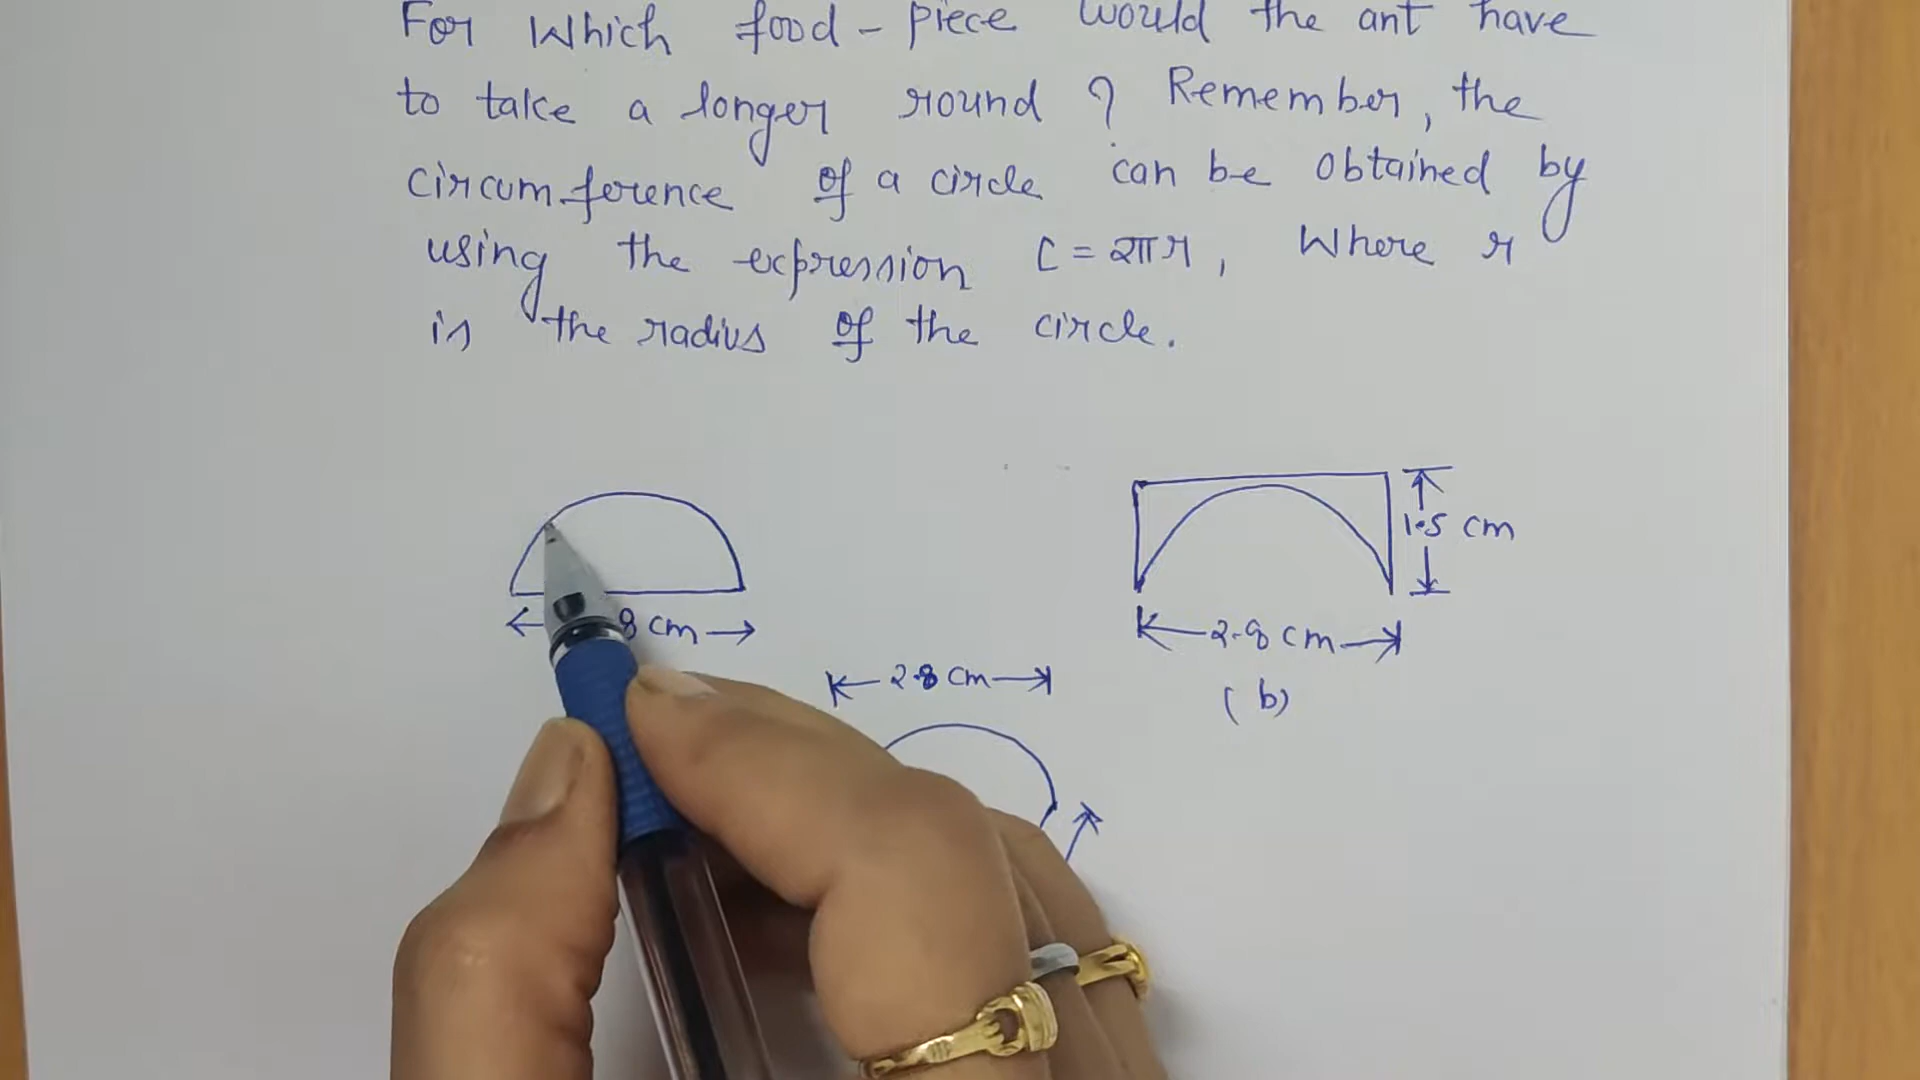 For Which food - piece would the ant have
to take a longer round ? Remember, the
circumference of a circle can be obtained by
using the expression C = 2πr, Where r
is the radius of the circle.
1.5 cm
8 cm
2.8 cm
2.8 cm
(b)